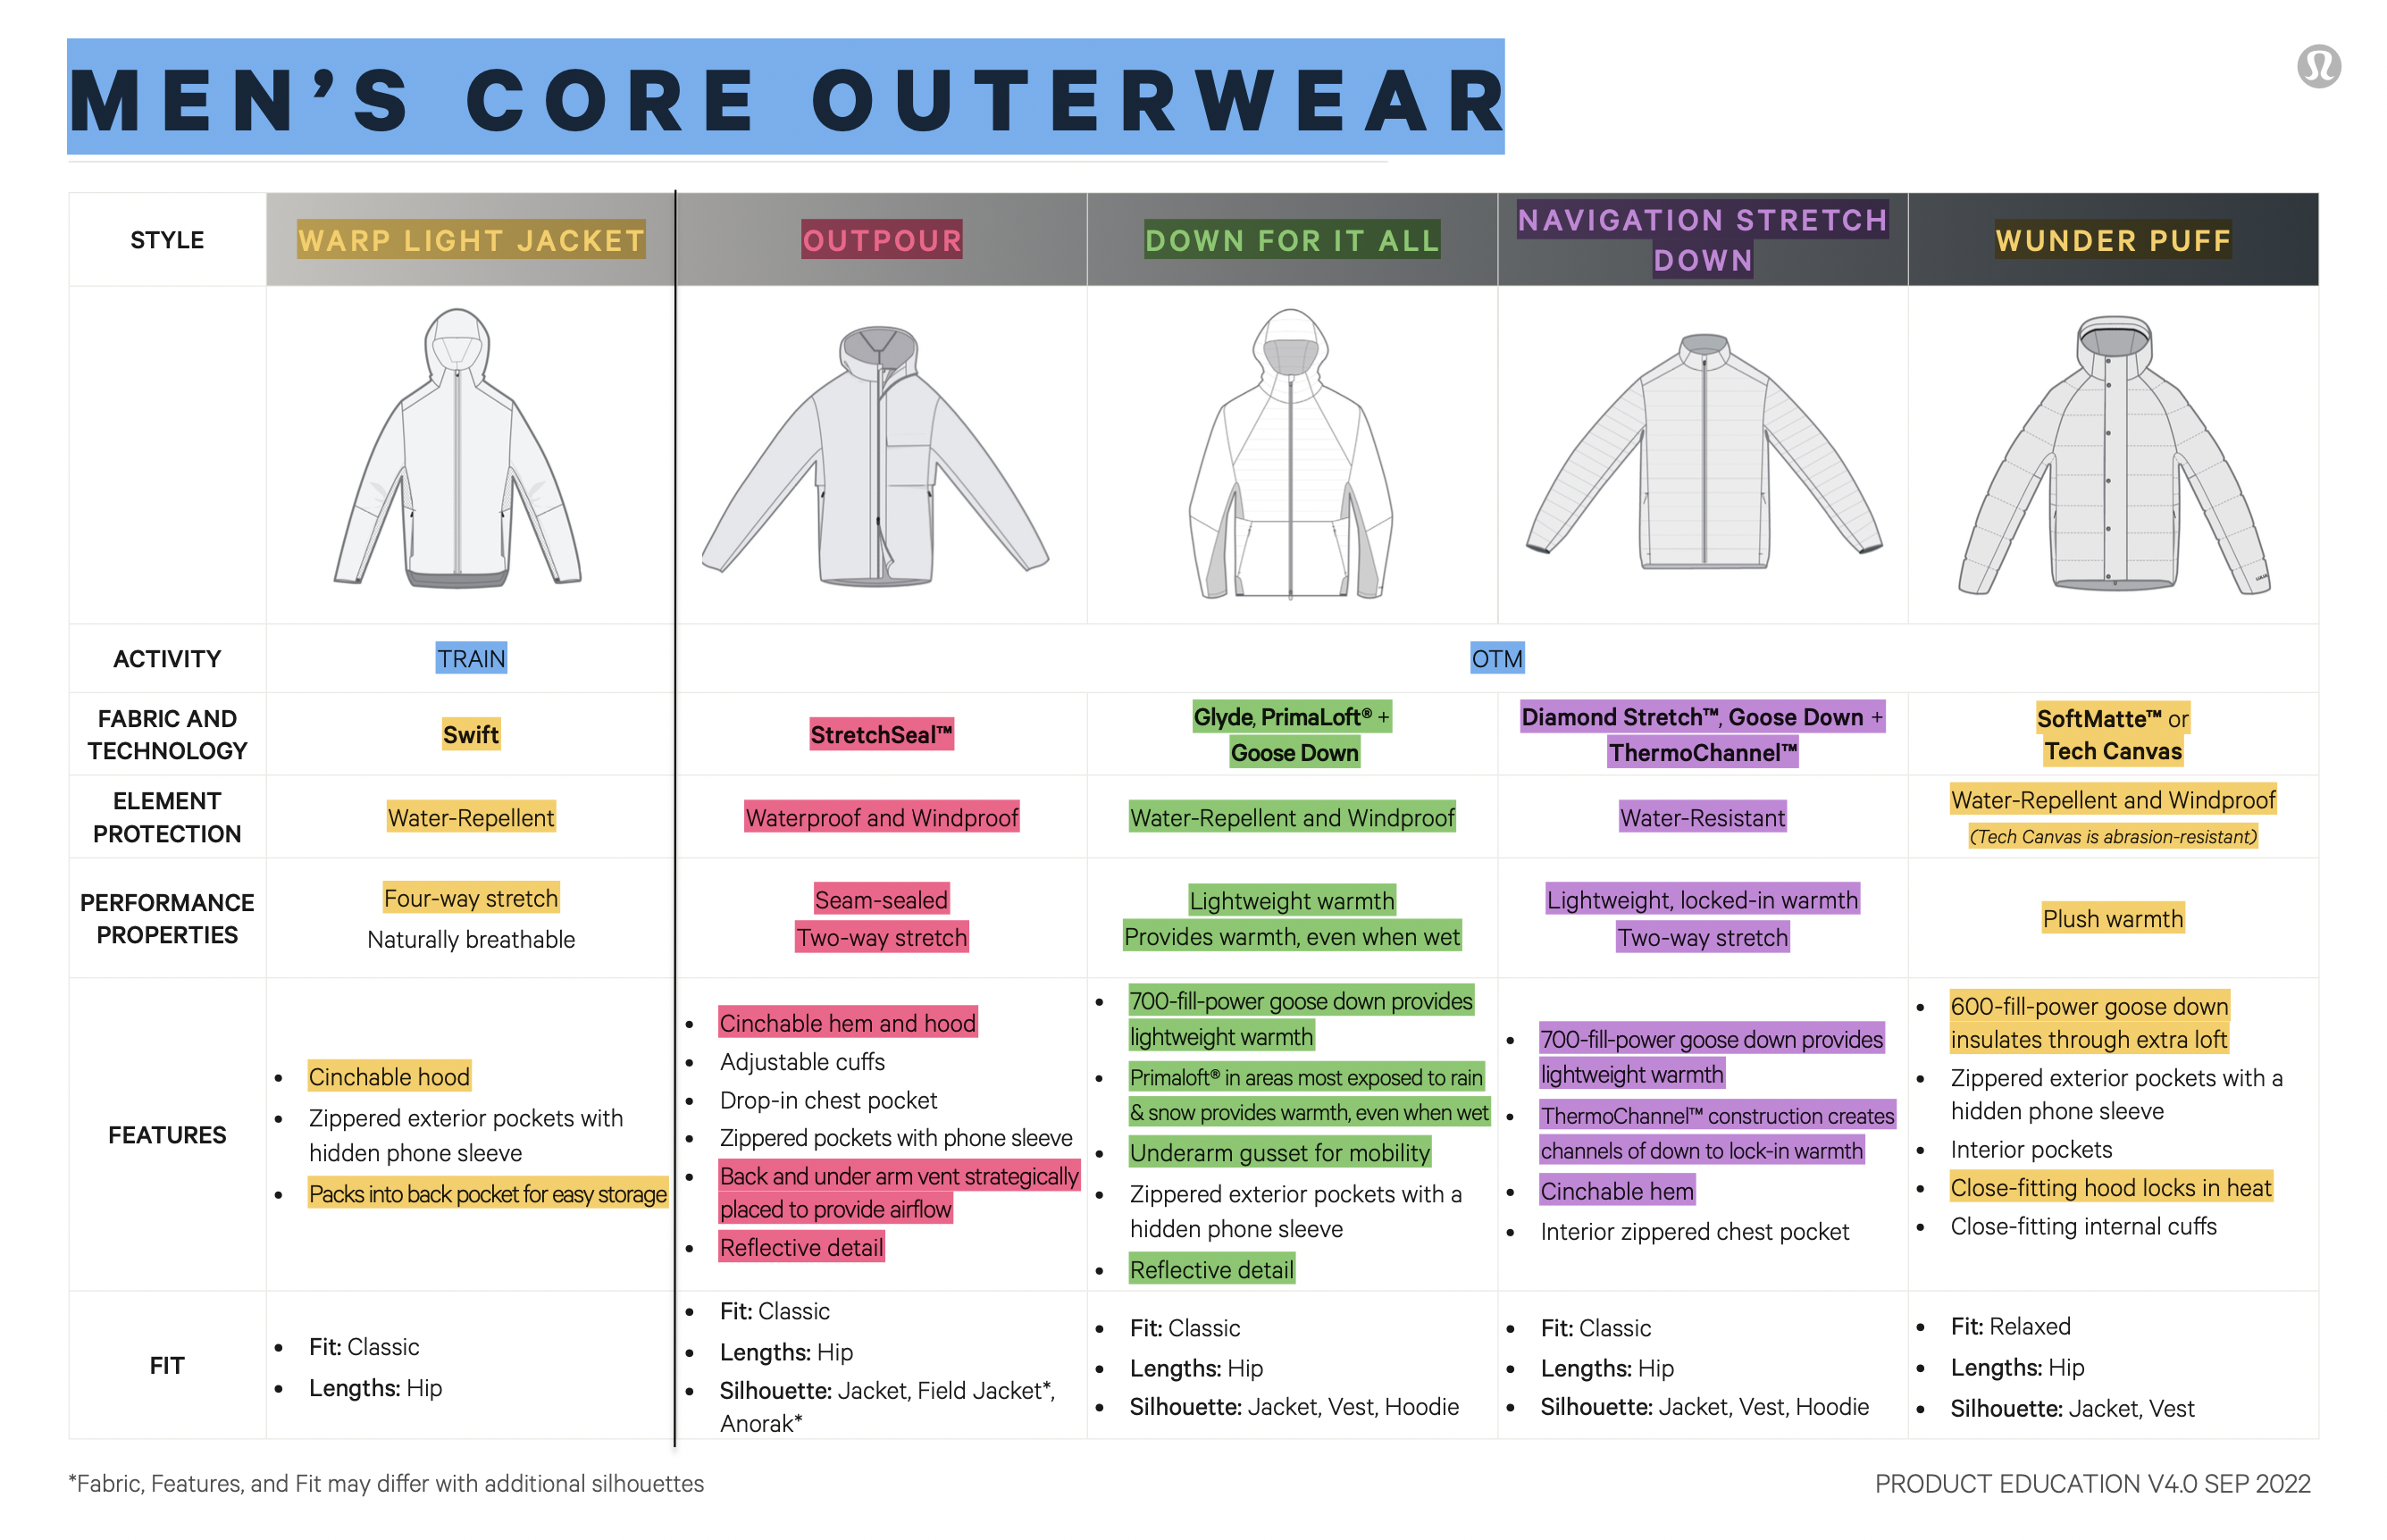 MEN’S CORE OUTERWEAR
STYLE
WARP LIGHT JACKET
OUTPOUR
DOWN FOR IT ALL
NAVIGATION STRETCH
DOWN
WUNDER PUFF
ACTIVITY
TRAIN
OTM
FABRIC AND
TECHNOLOGY
Swift
StretchSeal™
Glyde, PrimaLoft® +
Goose Down
Diamond Stretch™, Goose Down +
ThermoChannel™
SoftMatte™ or
Tech Canvas
ELEMENT
PROTECTION
Water-Repellent
Waterproof and Windproof
Water-Repellent and Windproof
Water-Resistant
Water-Repellent and Windproof
(Tech Canvas is abrasion-resistant)
PERFORMANCE
PROPERTIES
Four-way stretch
Naturally breathable
Seam-sealed
Two-way stretch
Lightweight warmth
Provides warmth, even when wet
Lightweight, locked-in warmth
Two-way stretch
Plush warmth
FEATURES
• Cinchable hood
• Zippered exterior pockets with
hidden phone sleeve
• Packs into back pocket for easy storage
• Cinchable hem and hood
• Adjustable cuffs
• Drop-in chest pocket
• Zippered pockets with phone sleeve
• Back and under arm vent strategically
placed to provide airflow
• Reflective detail
• 700-fill-power goose down provides
lightweight warmth
• Primaloft® in areas most exposed to rain
& snow provides warmth, even when wet
• Underarm gusset for mobility
• Zippered exterior pockets with a
hidden phone sleeve
• Reflective detail
• 700-fill-power goose down provides
lightweight warmth
• ThermoChannel™ construction creates
channels of down to lock-in warmth
• Cinchable hem
• Interior zippered chest pocket
• 600-fill-power goose down
insulates through extra loft
• Zippered exterior pockets with a
hidden phone sleeve
• Interior pockets
• Close-fitting hood locks in heat
• Close-fitting internal cuffs
FIT
• Fit: Classic
• Lengths: Hip
• Fit: Classic
• Lengths: Hip
• Silhouette: Jacket, Field Jacket*,
Anorak*
• Fit: Classic
• Lengths: Hip
• Silhouette: Jacket, Vest, Hoodie
• Fit: Classic
• Lengths: Hip
• Silhouette: Jacket, Vest, Hoodie
• Fit: Relaxed
• Lengths: Hip
• Silhouette: Jacket, Vest
*Fabric, Features, and Fit may differ with additional silhouettes
PRODUCT EDUCATION V4.0 SEP 2022